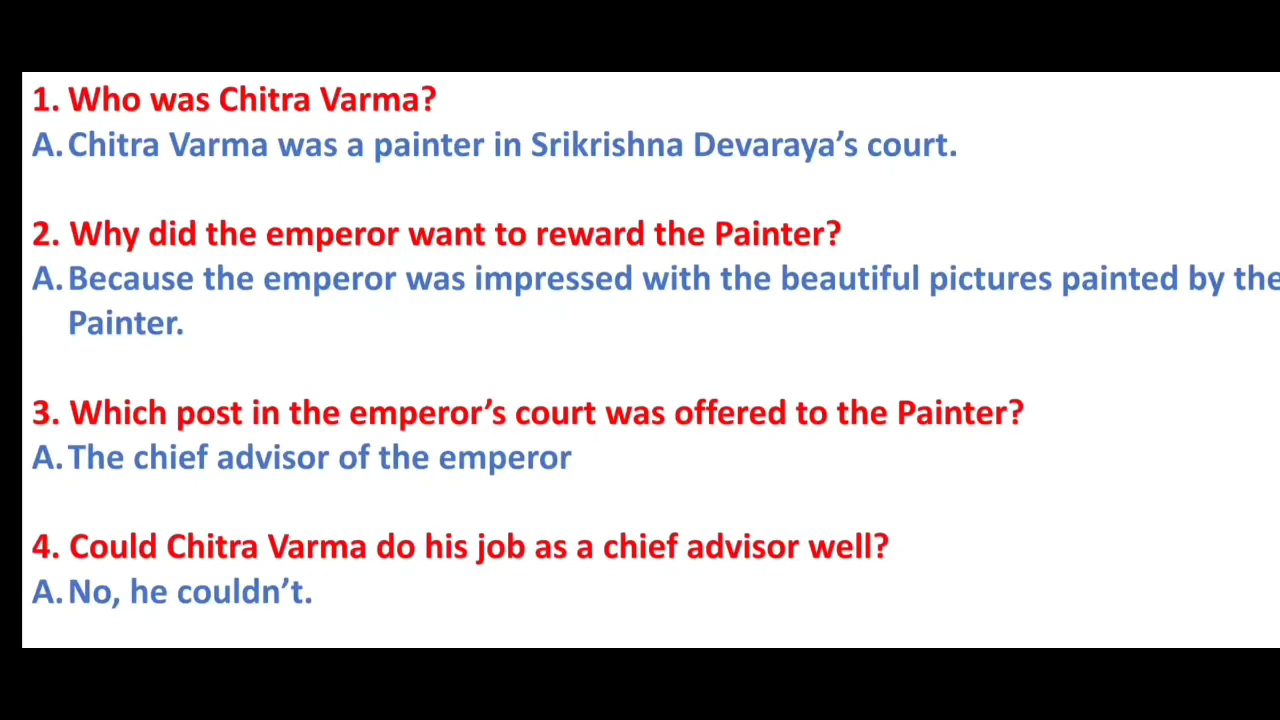 1. Who was Chitra Varma?
A. Chitra Varma was a painter in Srikrishna Devaraya’s court.
2. Why did the emperor want to reward the Painter?
A. Because the emperor was impressed with the beautiful pictures painted by the
Painter.
3. Which post in the emperor’s court was offered to the Painter?
A. The chief advisor of the emperor
4. Could Chitra Varma do his job as a chief advisor well?
A. No, he couldn’t.